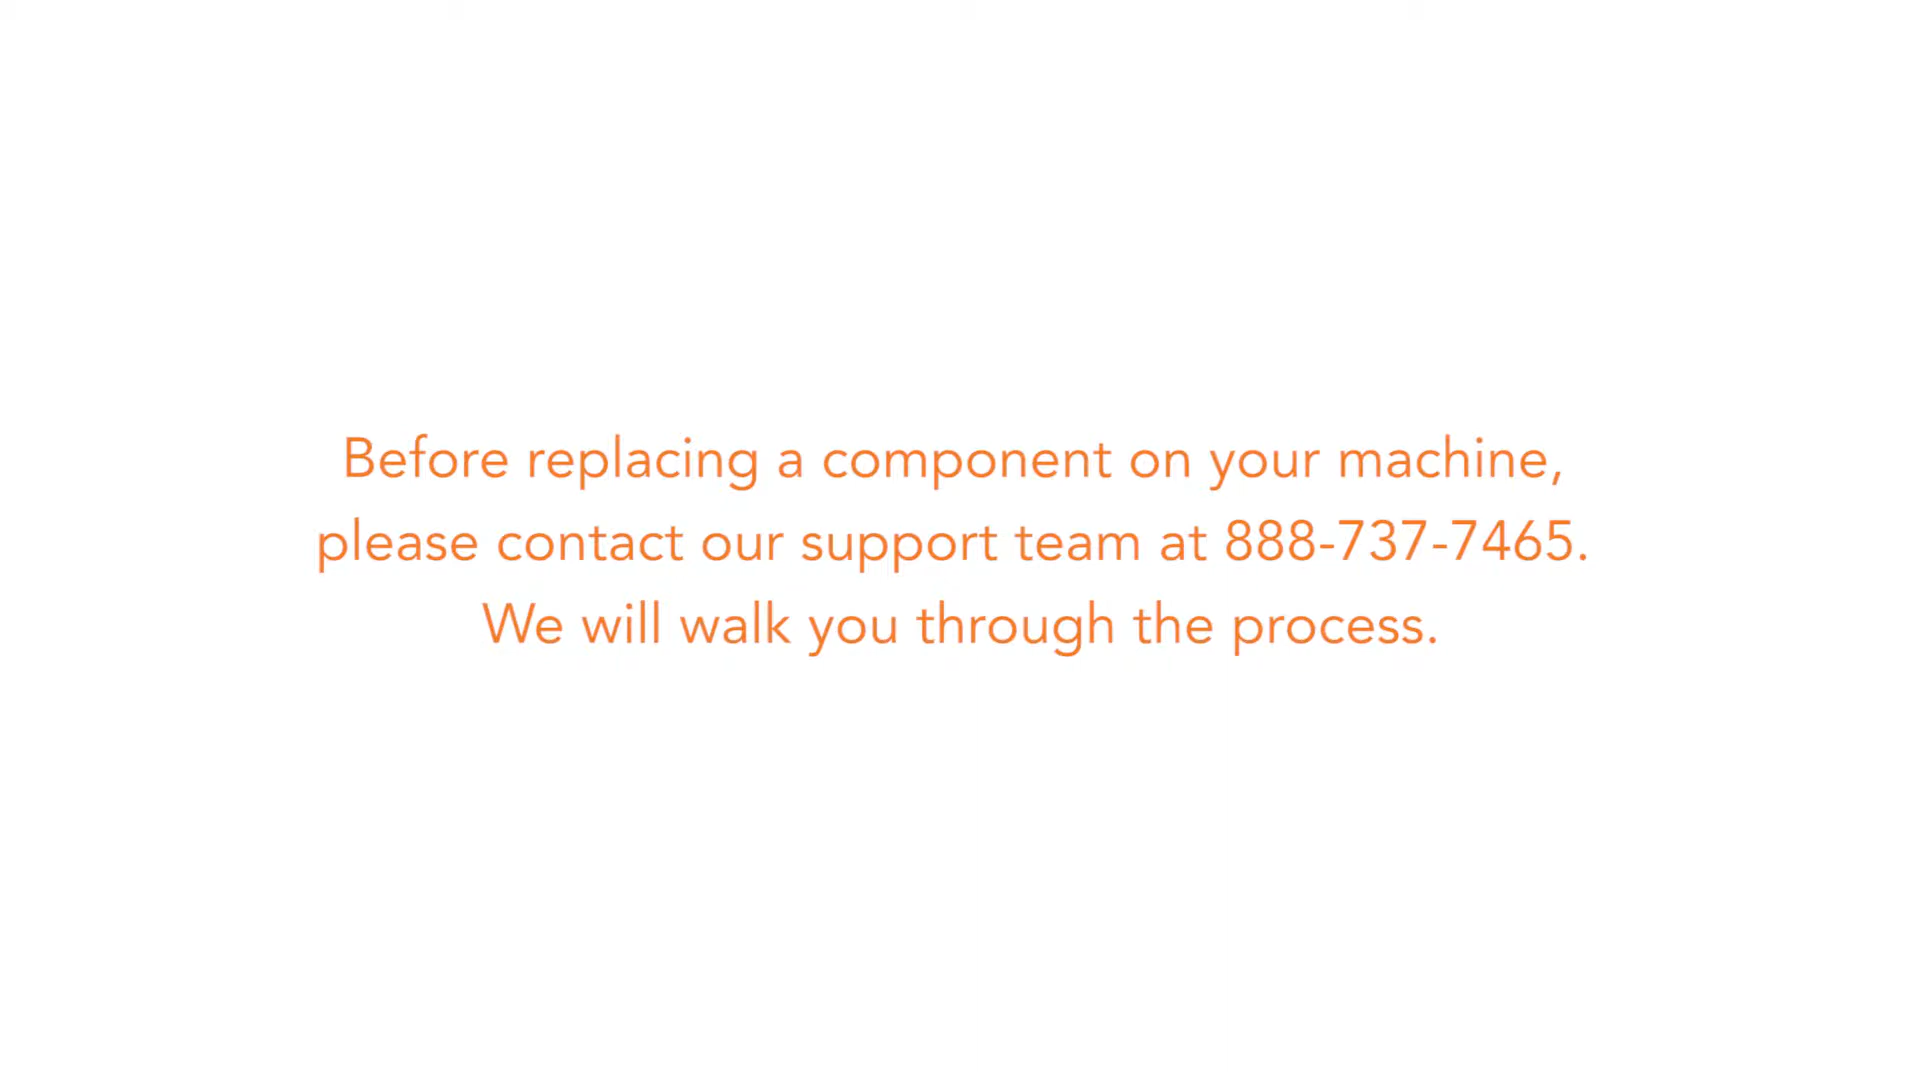 Before replacing a component on your machine,
please contact our support team at 888-737-7465.
We will walk you through the process.